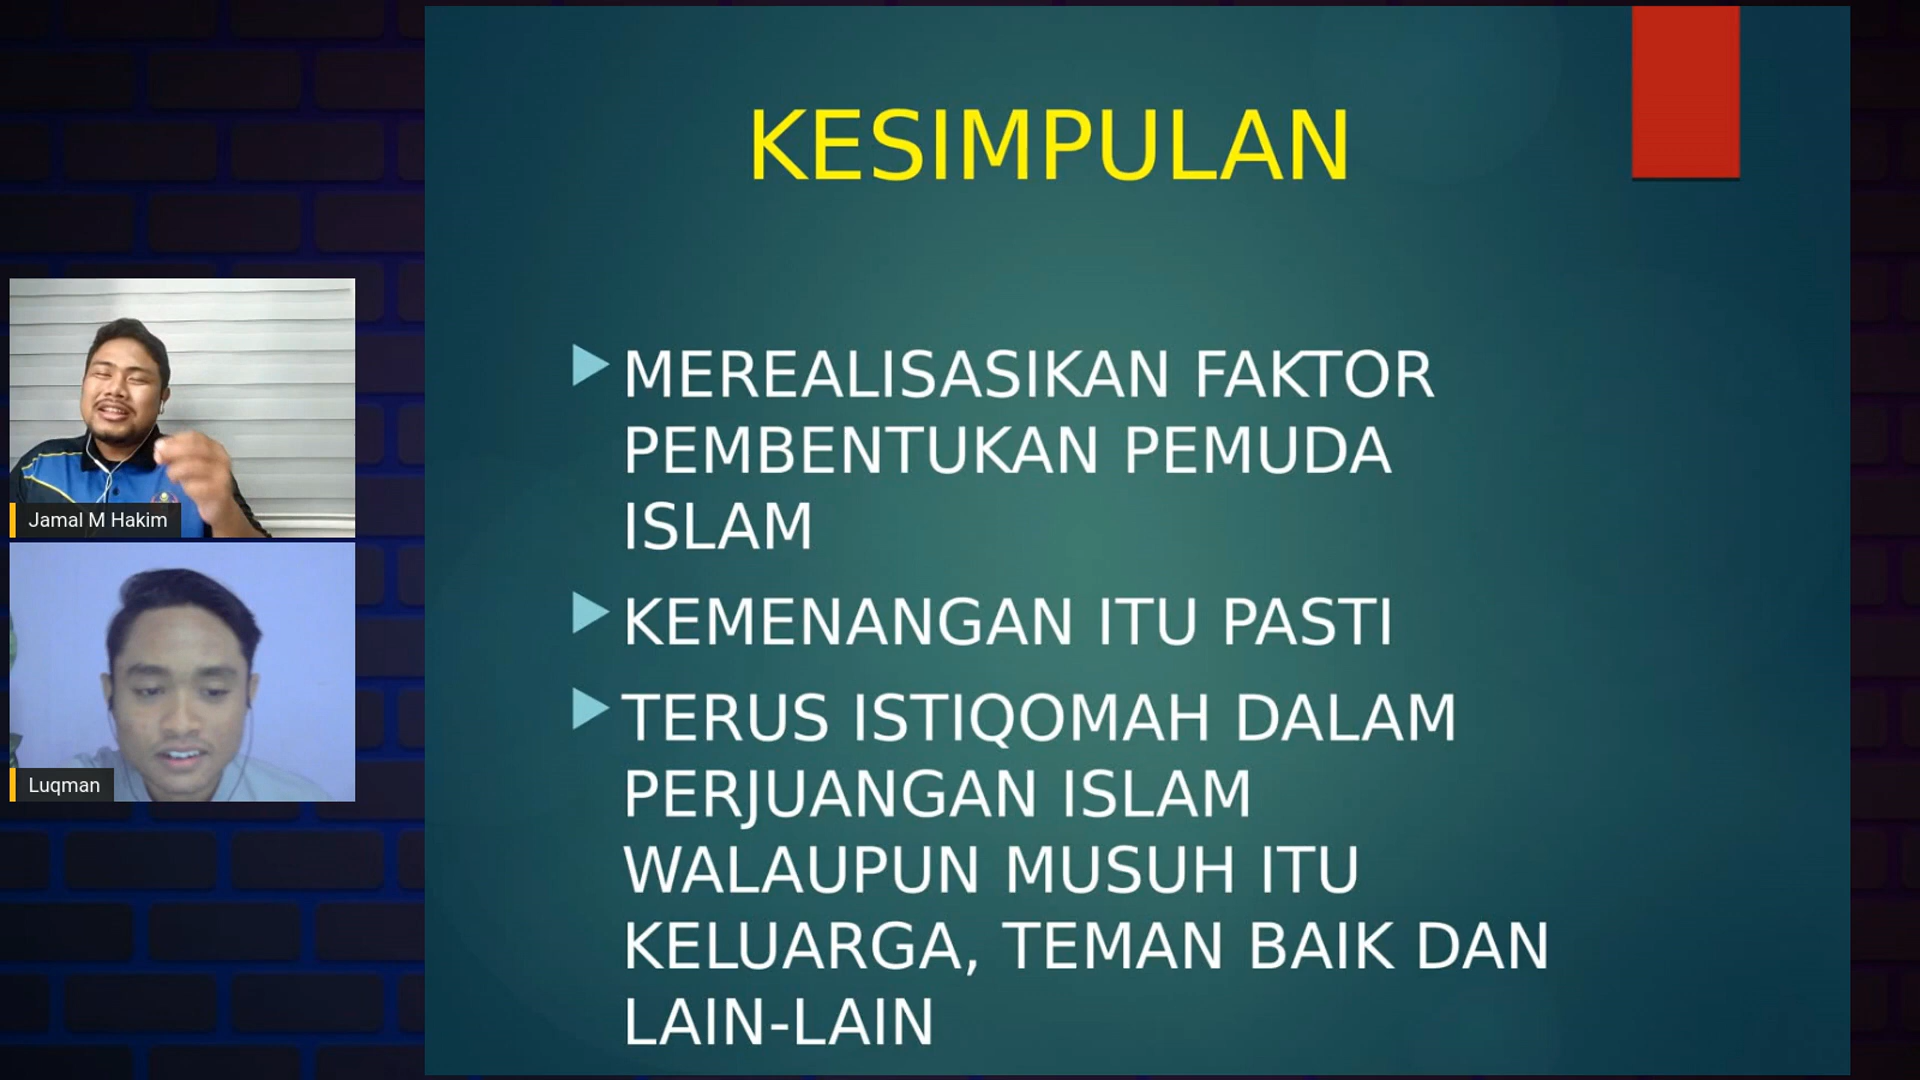 KESIMPULAN
MEREALISASIKAN FAKTOR
PEMBENTUKAN PEMUDA
ISLAM
KEMENANGAN ITU PASTI
TERUS ISTIQOMAH DALAM
PERJUANGAN ISLAM
WALAUPUN MUSUH ITU
KELUARGA, TEMAN BAIK DAN
LAIN-LAIN
Jamal M Hakim
Luqman